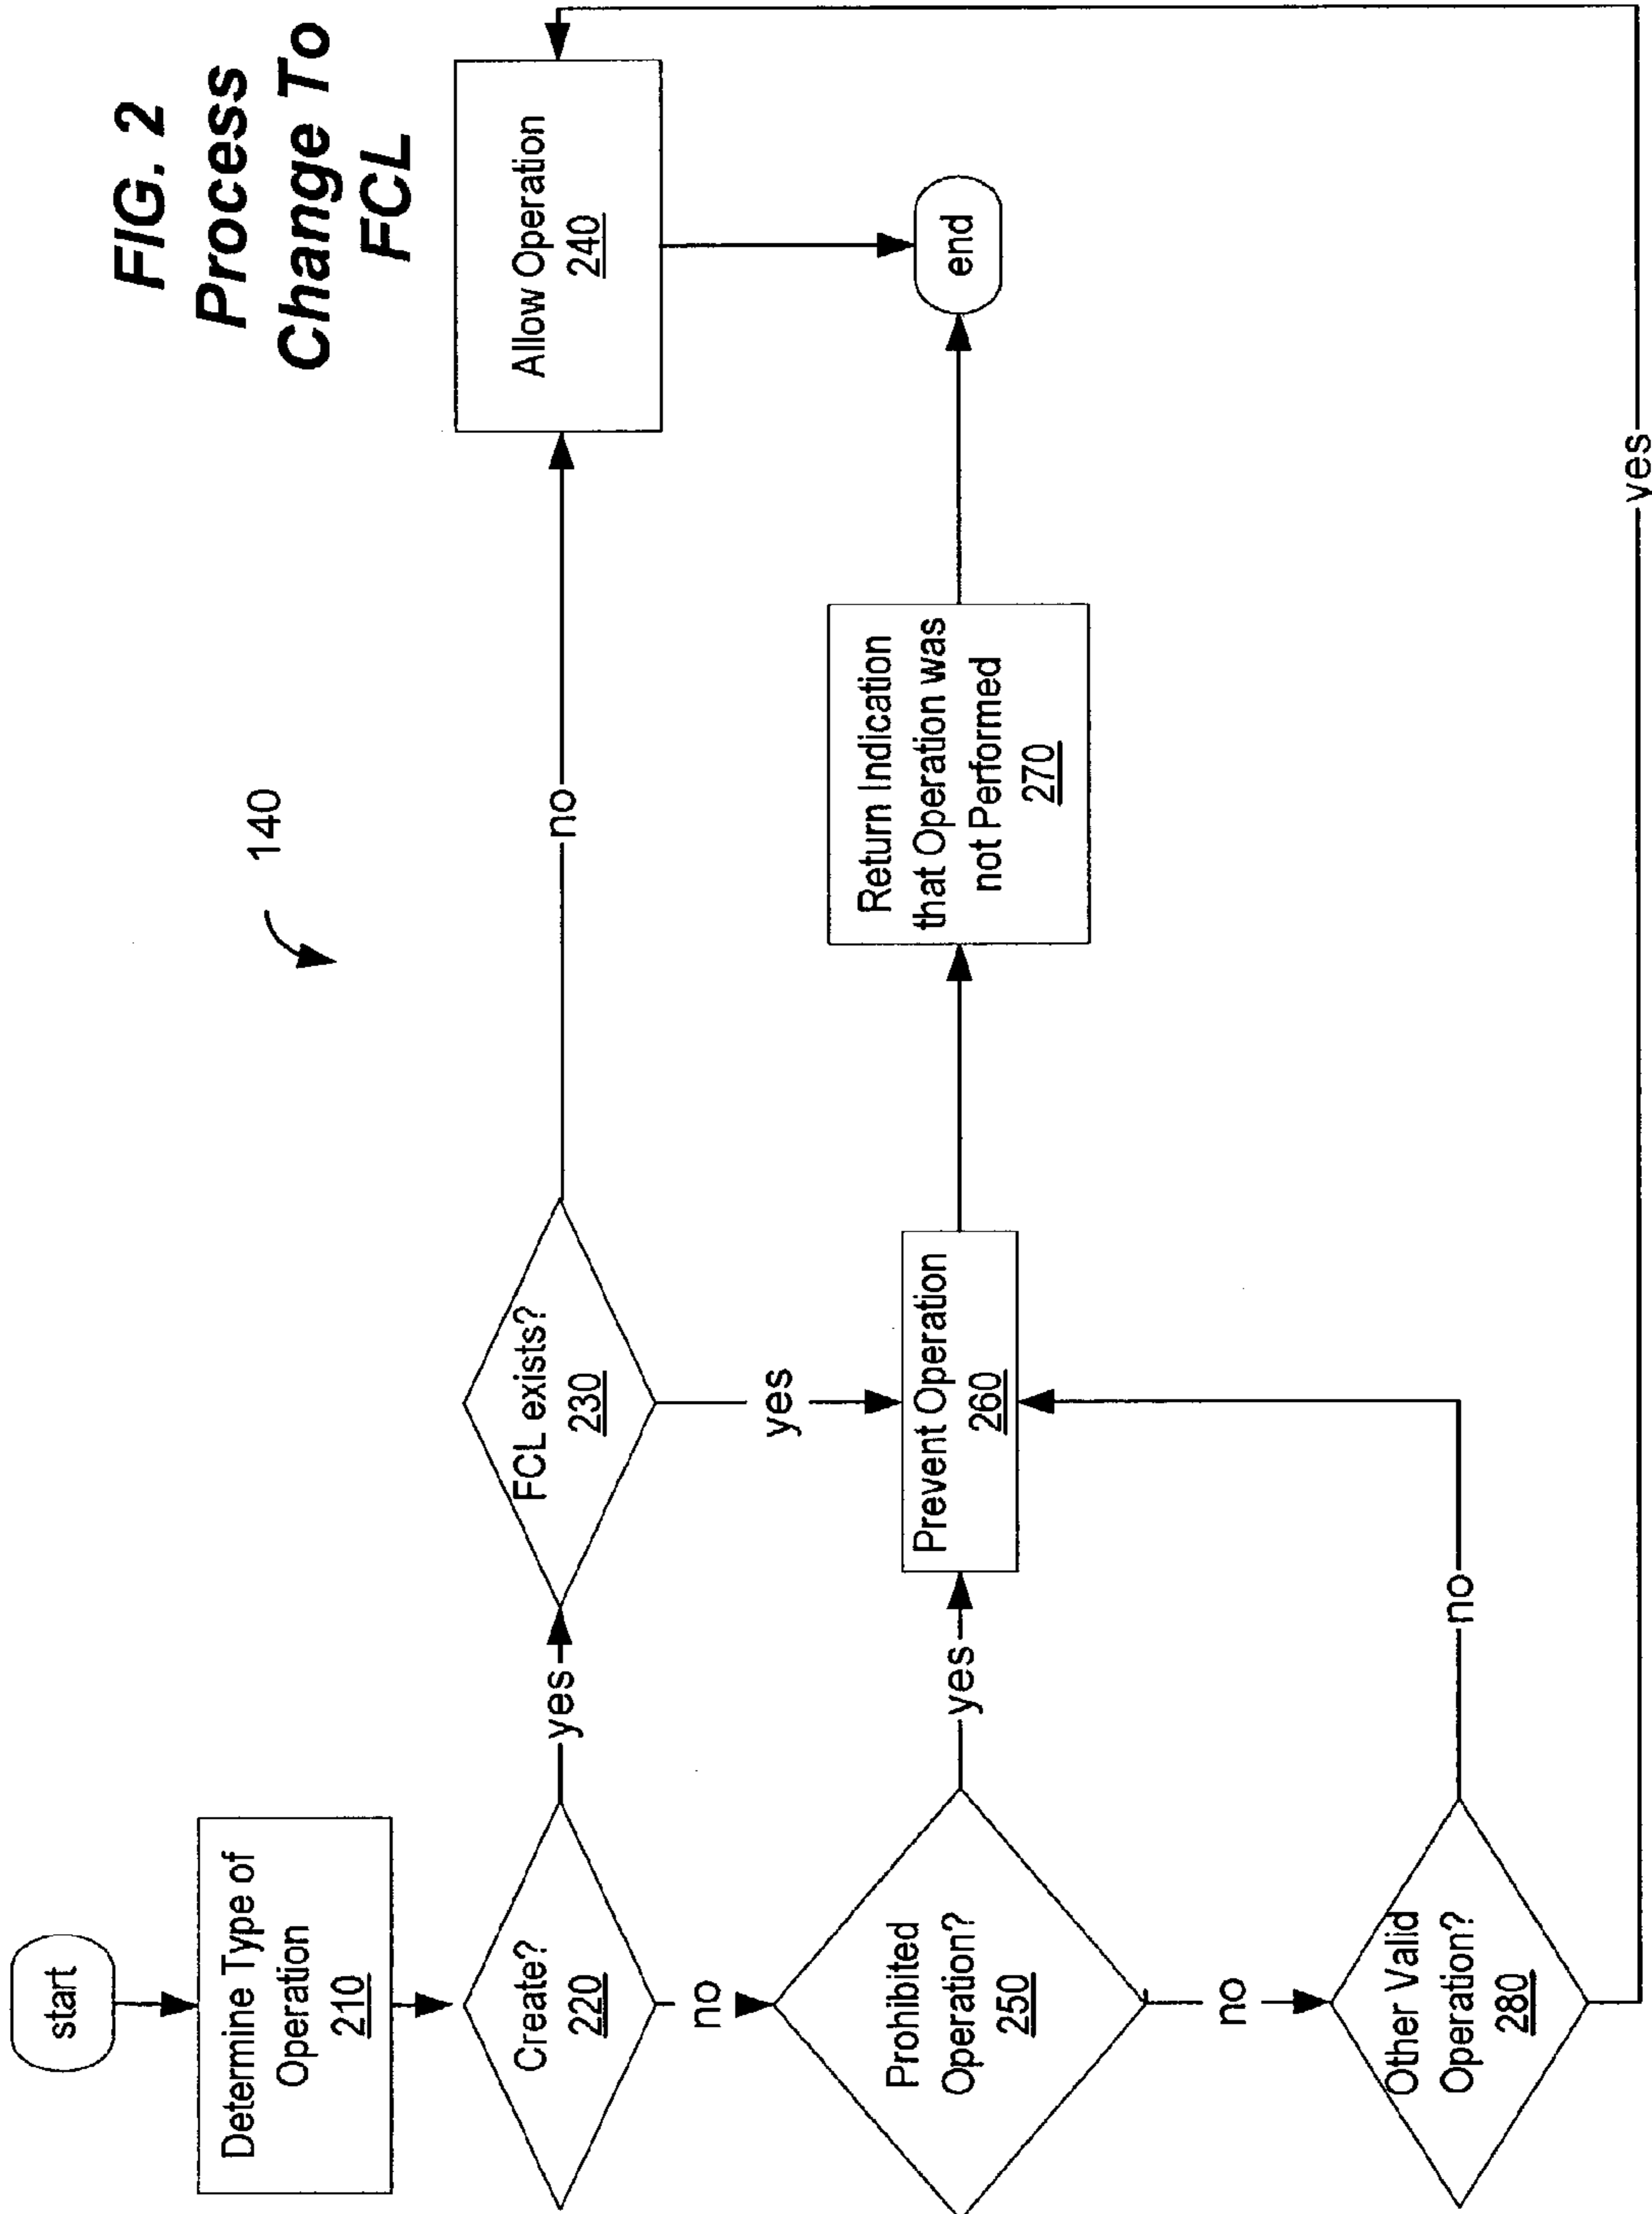 FIG. 2
Process
Change To
FCL
140
start
Determine Type of
Operation
210
Create?
220
yes
FCL exists?
230
no
Allow Operation
240
no
yes
Prohibited
Operation?
250
yes
Prevent Operation
260
Return Indication
that Operation was
not Performed
270
end
no
Other Valid
Operation?
280
no
yes